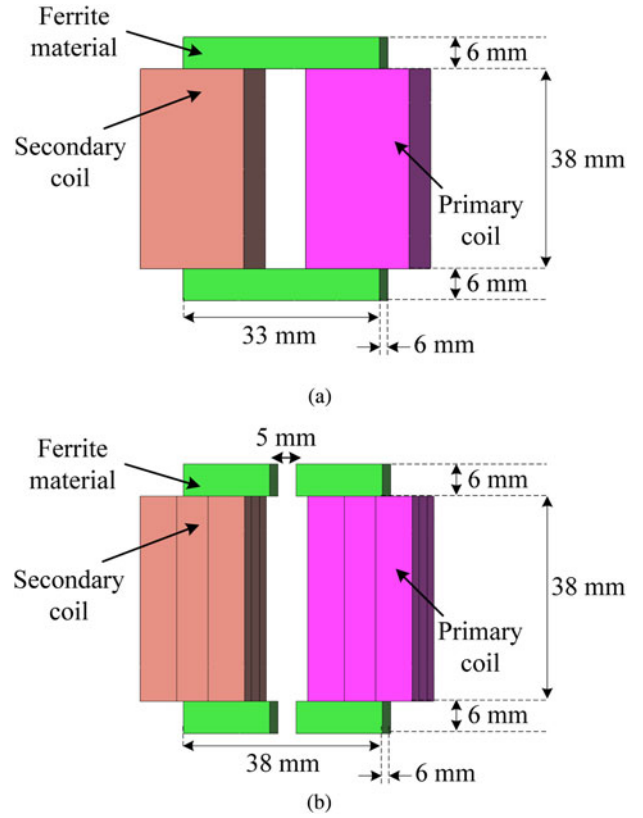 Ferrite
material
6 mm
Secondary
coil
38 mm
Primary
coil
6 mm
33 mm
6 mm
(a)
5 mm
Ferrite
material
6 mm
Secondary
coil
38 mm
Primary
coil
6 mm
38 mm
6 mm
(b)